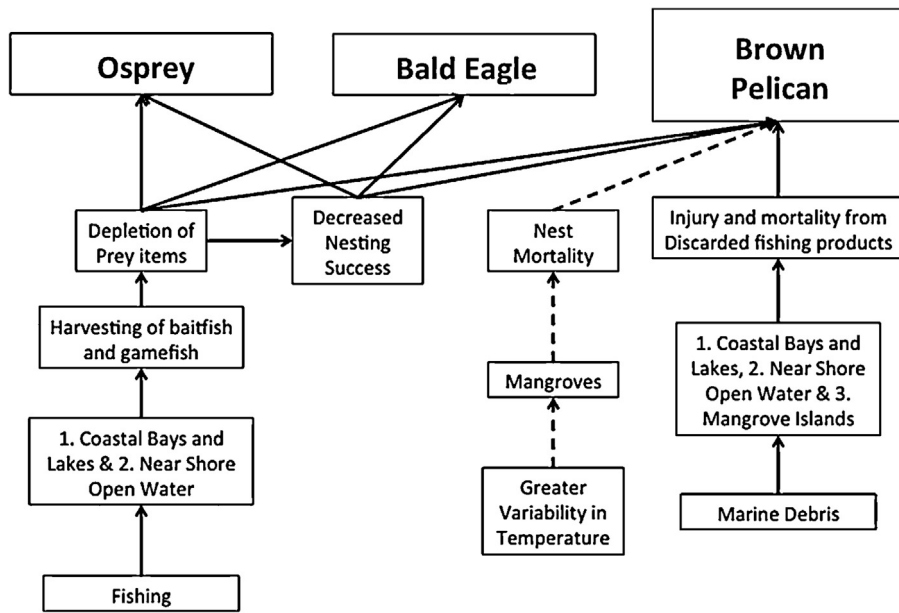 Osprey
Bald Eagle
Brown
Pelican
Depletion of
Prey items
Decreased
Nesting
Success
Nest
Mortality
Injury and mortality from
Discarded fishing products
Harvesting of baitfish
and gamefish
Mangroves
1. Coastal Bays and
Lakes, 2. Near Shore
Open Water & 3.
Mangrove Islands
1. Coastal Bays and
Lakes & 2. Near Shore
Open Water
Greater
Variability in
Temperature
Marine Debris
Fishing